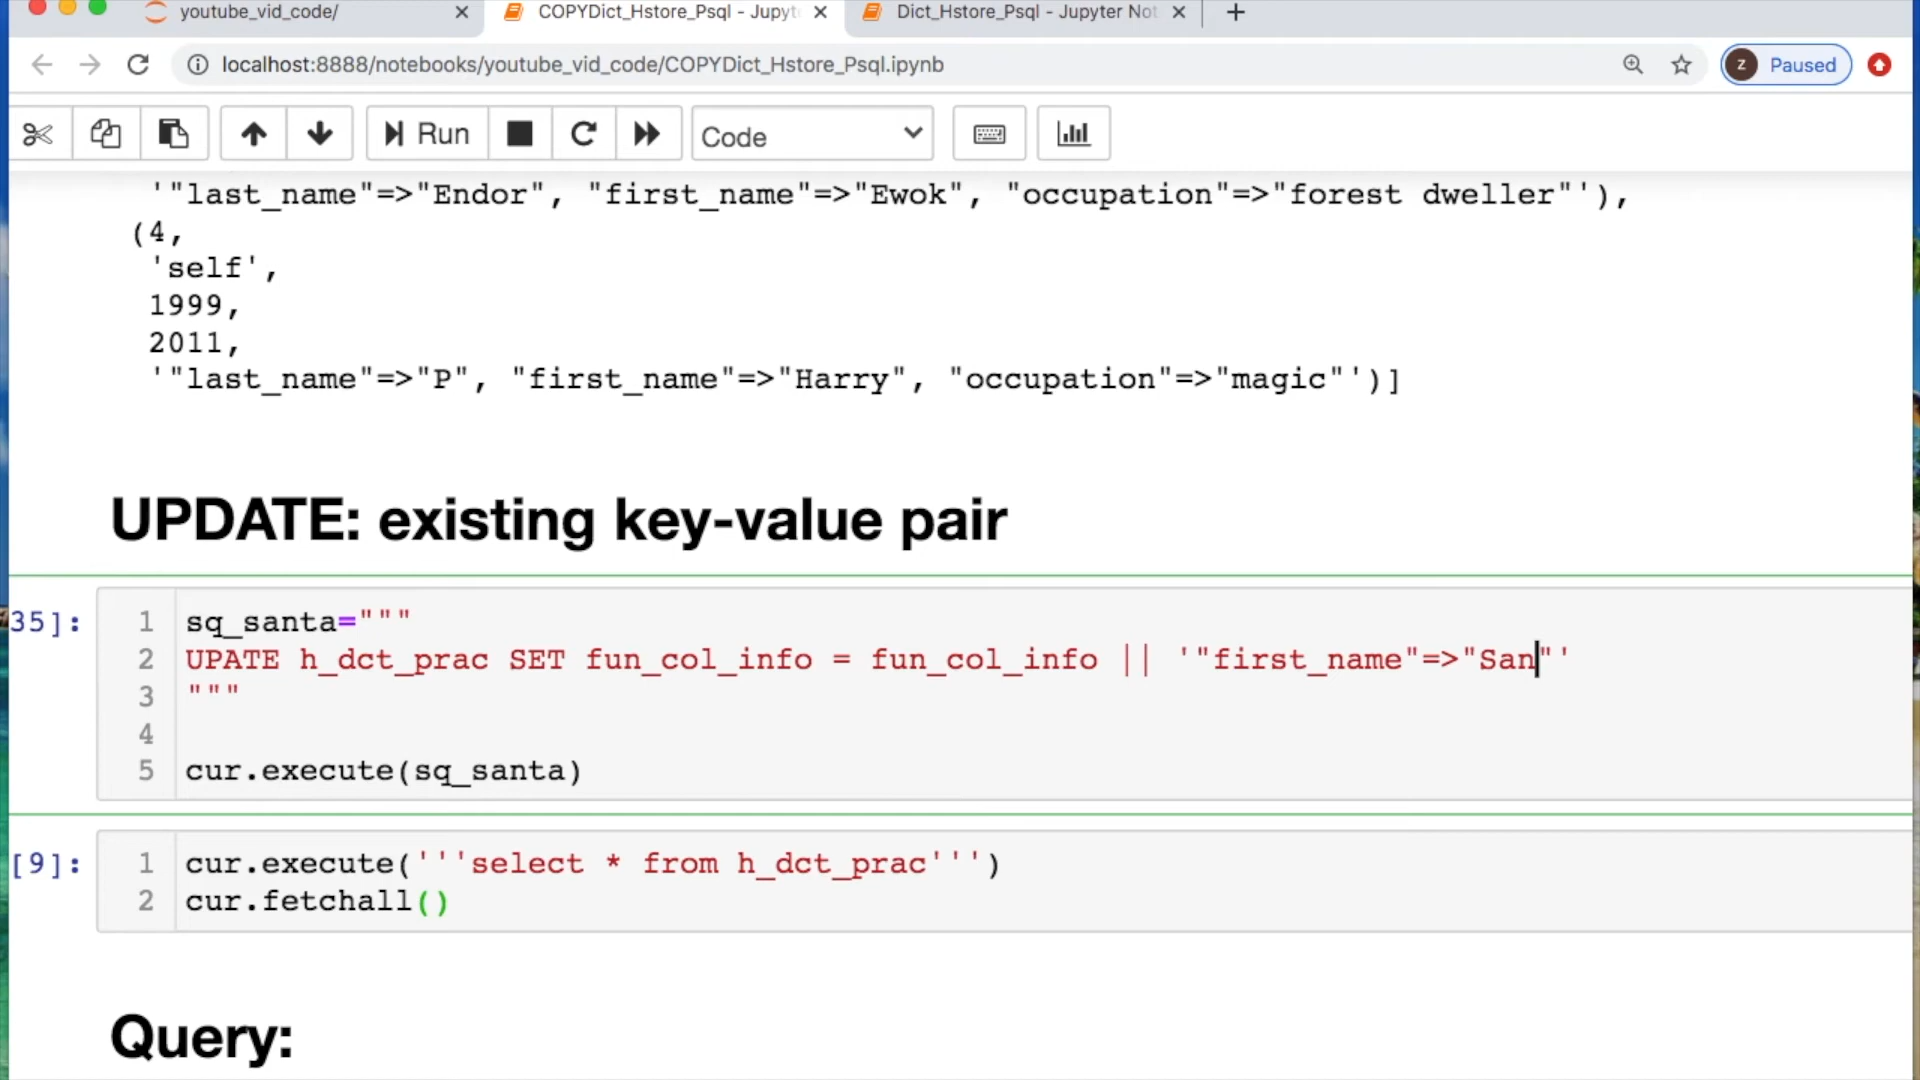 youtube_vid_code/
COPYDict_Hstore_Psql - Jupyt
Dict_Hstore_Psql - Jupyter Not
localhost:8888/notebooks/youtube_vid_code/COPYDict_Hstore_Psql.ipynb
z Paused
Run
Code
'"last_name"=>"Endor", "first_name"=>"Ewok", "occupation"=>"forest dweller"'),
(4,
'self',
1999,
2011,
'"last_name"=>"P", "first_name"=>"Harry", "occupation"=>"magic"')]
UPDATE: existing key-value pair
35]:
1 sq_santa="""
2 UPATE h_dct_prac SET fun_col_info = fun_col_info || '"first_name"=>"San"'
3 """
4
5 cur.execute(sq_santa)
[9]:
1 cur.execute('''select * from h_dct_prac''')
2 cur.fetchall()
Query: